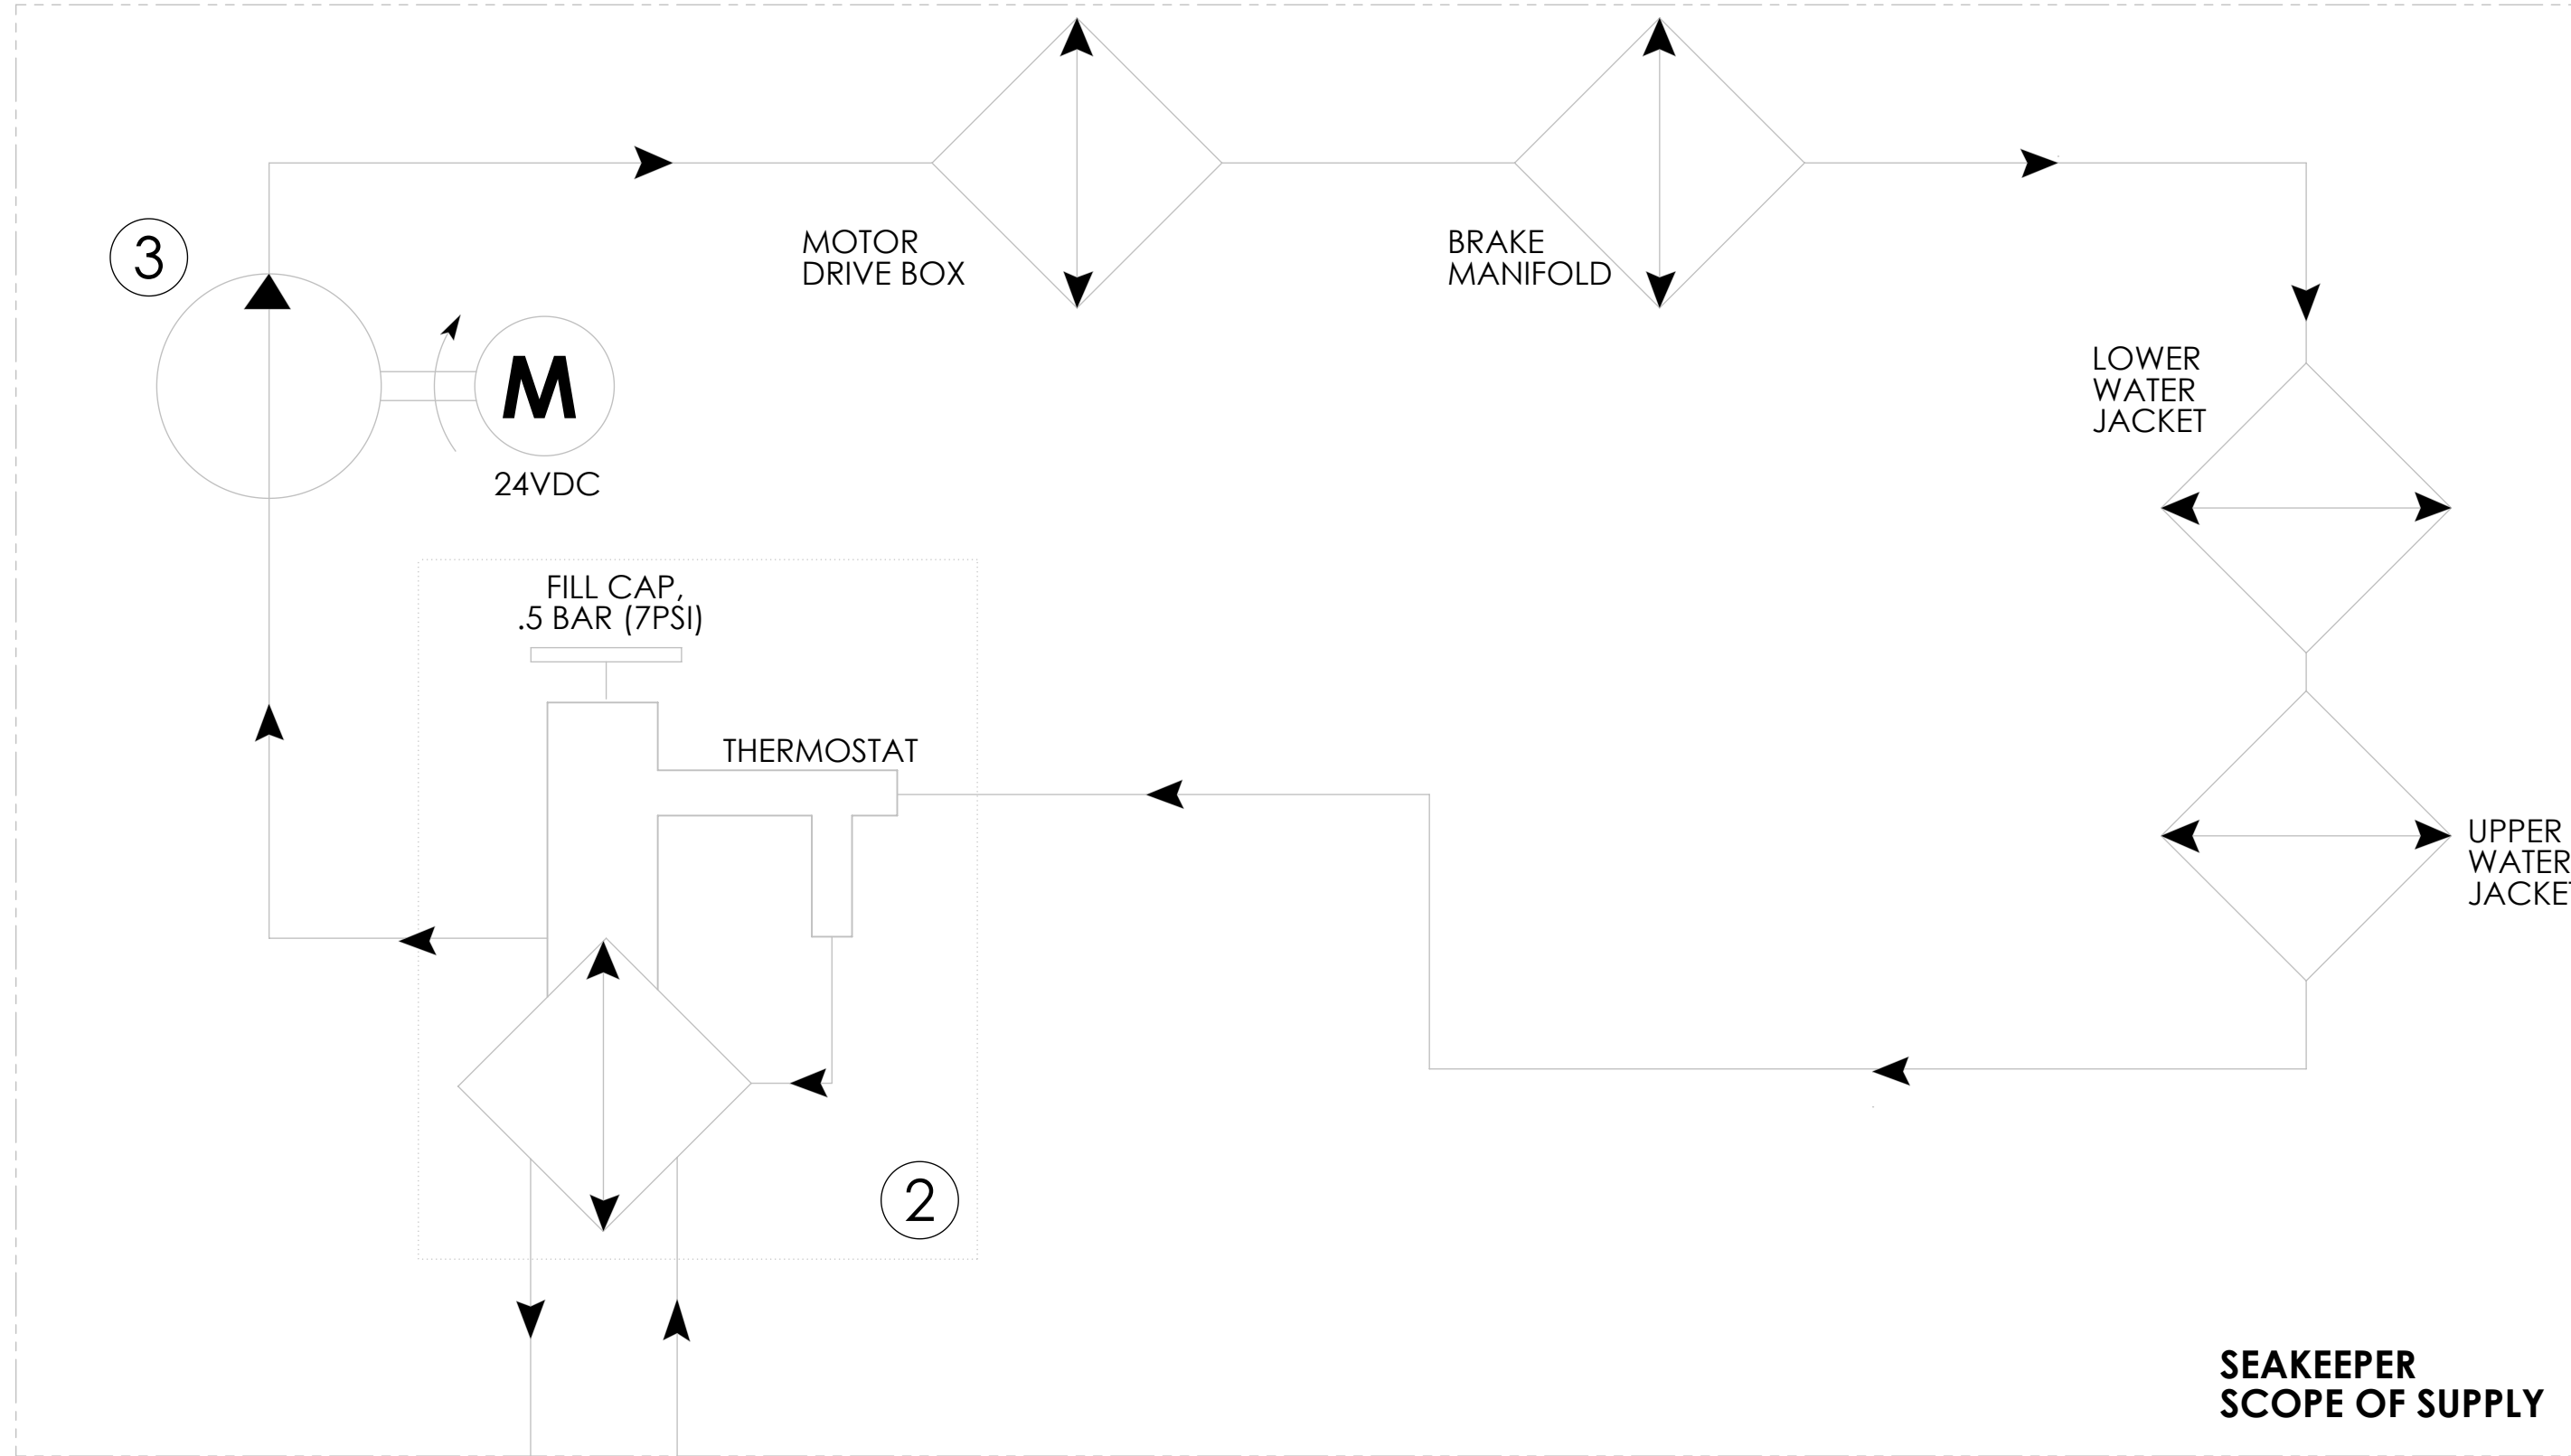 3
MOTOR
DRIVE BOX
BRAKE
MANIFOLD
M
24VDC
LOWER
WATER
JACKET
FILL CAP,
.5 BAR (7PSI)
THERMOSTAT
UPPER
WATER
JACKE
2
SEAKEEPER
SCOPE OF SUPPLY